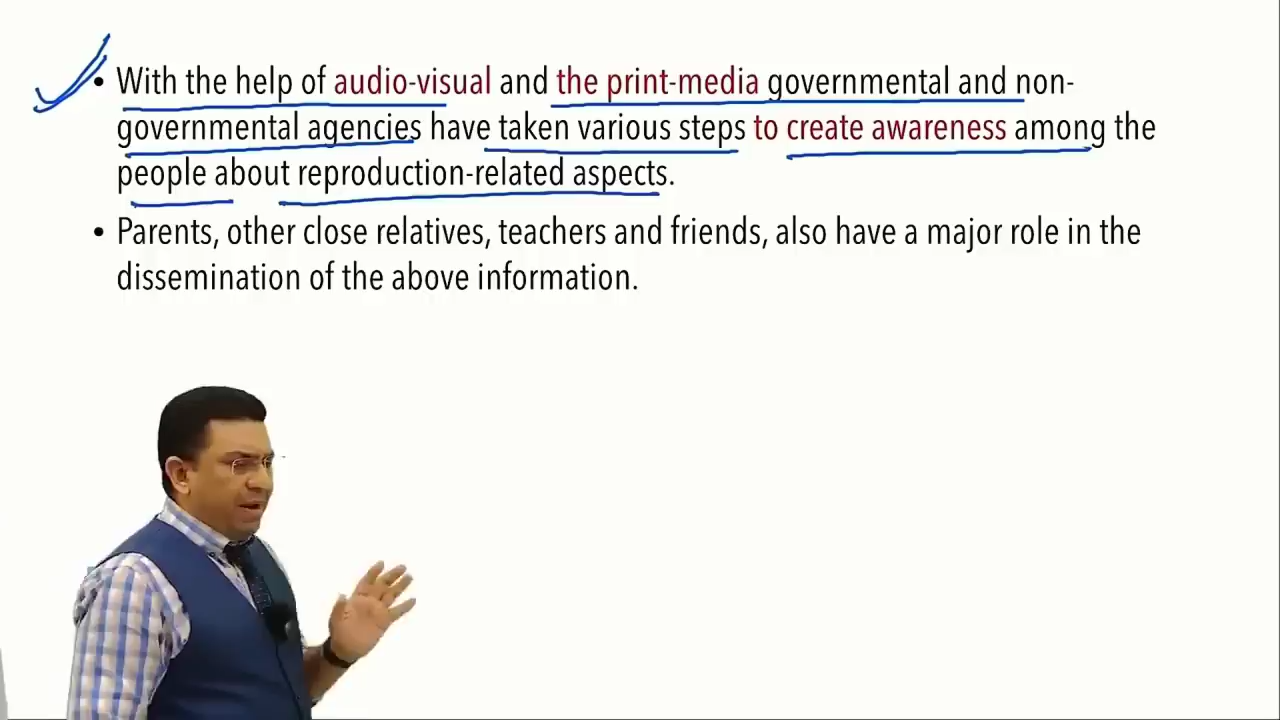 • With the help of audio-visual and the print-media governmental and non-
governmental agencies have taken various steps to create awareness among the
people about reproduction-related aspects.
• Parents, other close relatives, teachers and friends, also have a major role in the
dissemination of the above information.